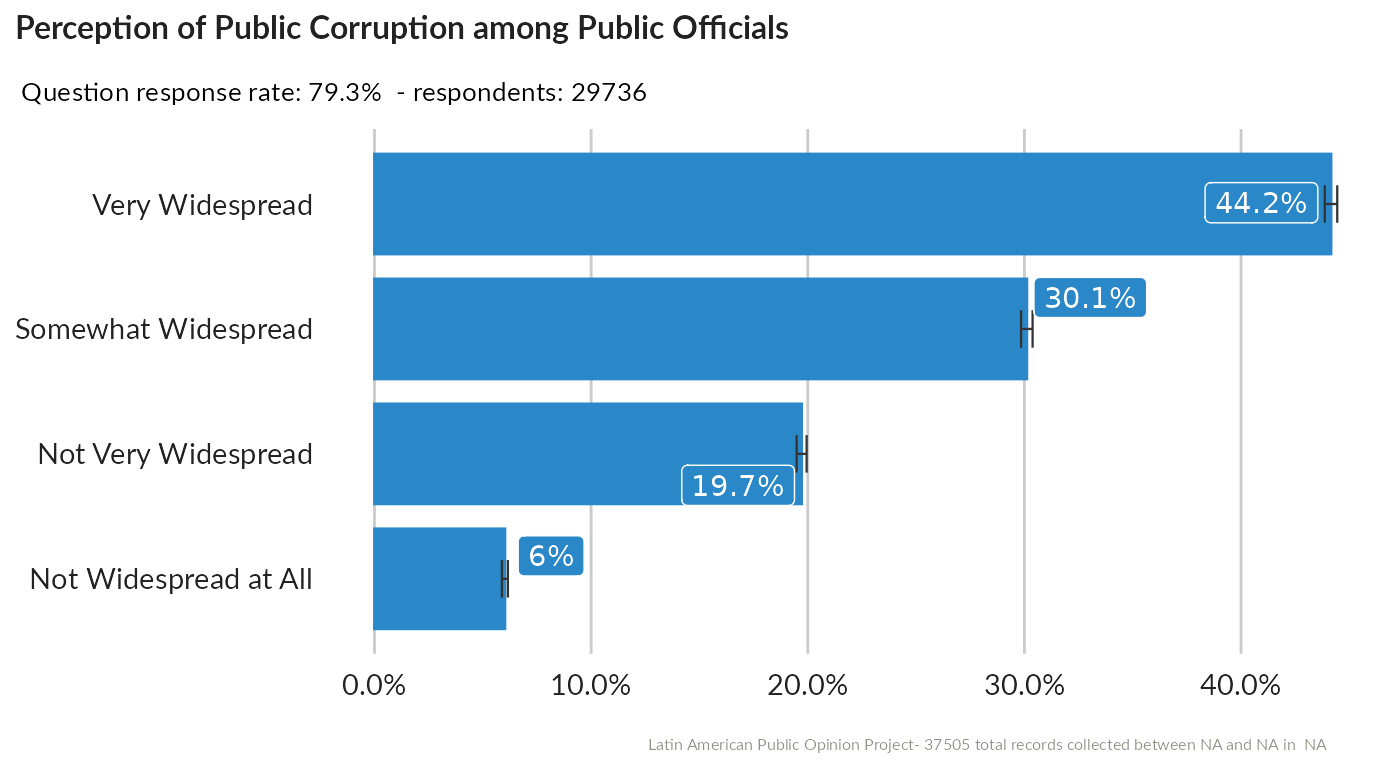 Perception of Public Corruption among Public Officials
Question response rate: 79.3%  - respondents: 29736
Very Widespread
44.2%
Somewhat Widespread
30.1%
Not Very Widespread
19.7%
Not Widespread at All
6%
0.0%
10.0%
20.0%
30.0%
40.0%
Latin American Public Opinion Project- 37505 total records collected between NA and NA in  NA